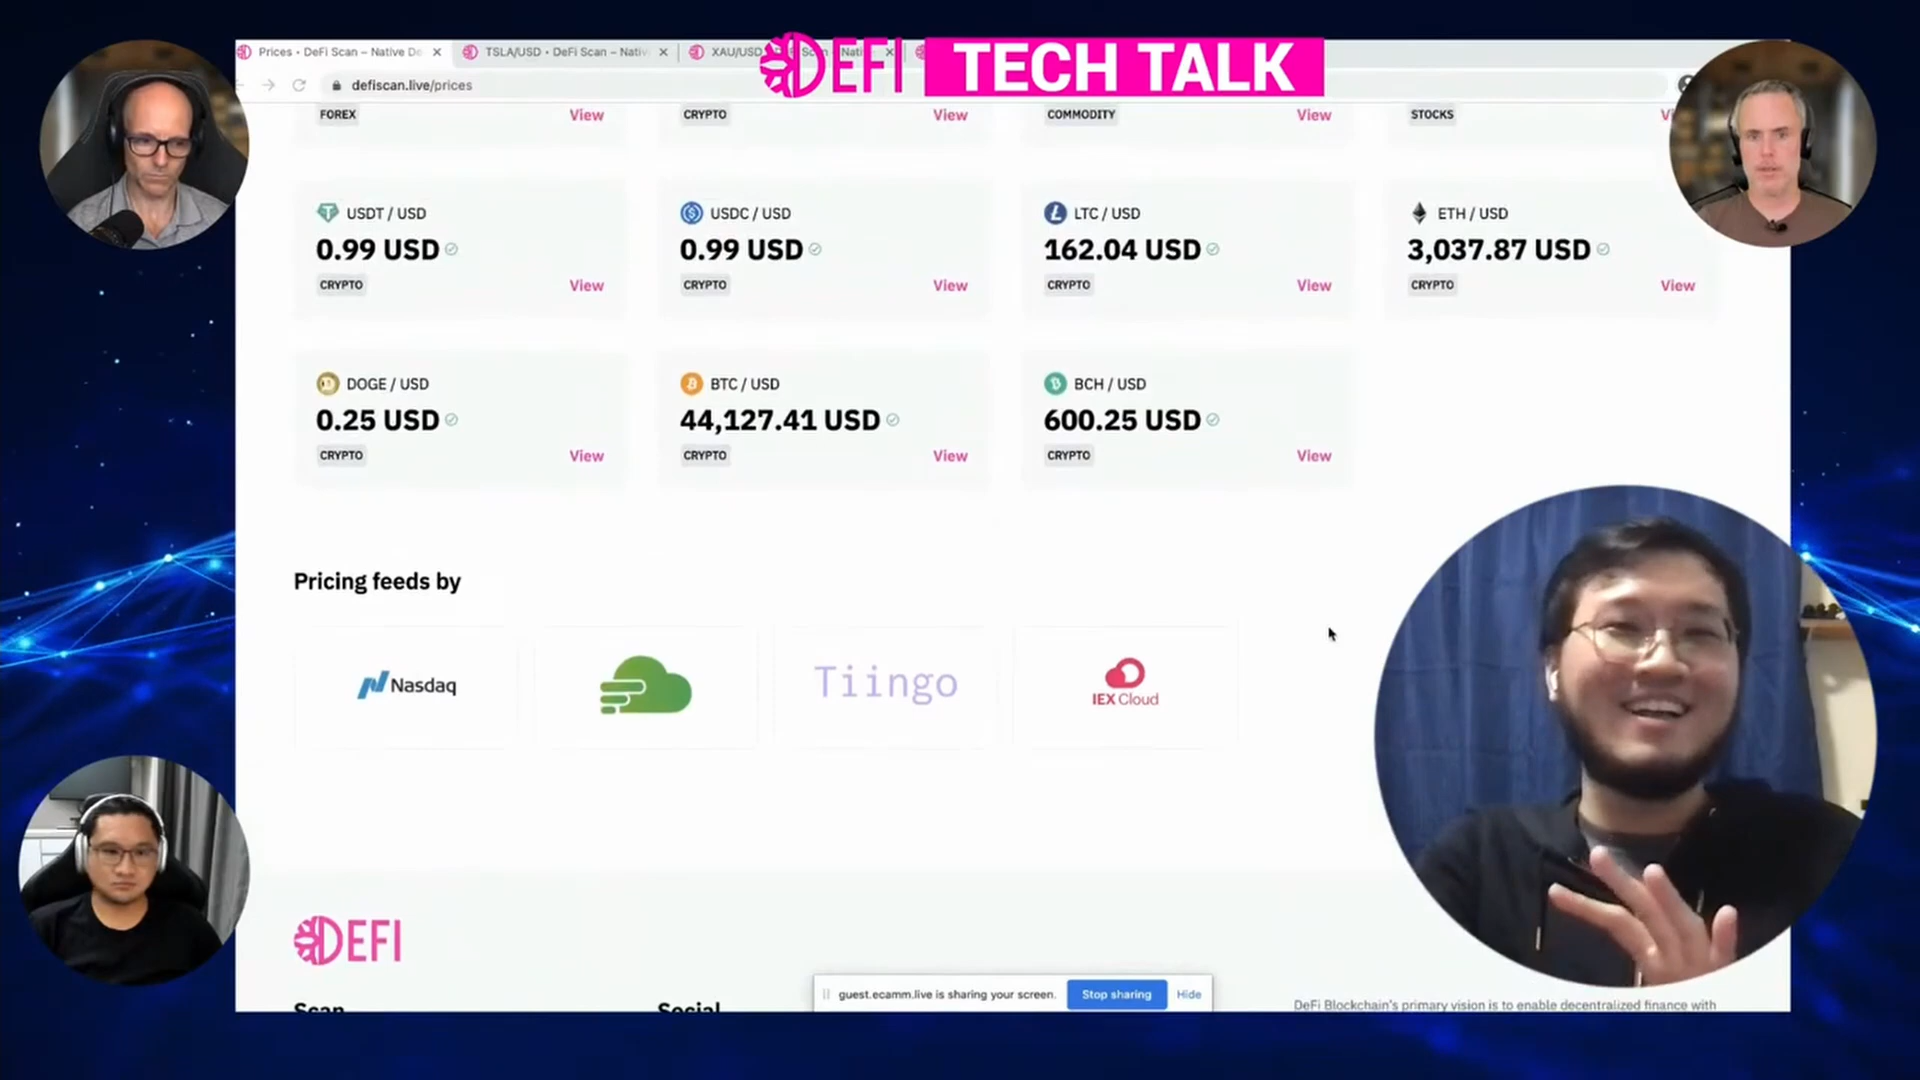 Prices • DeFi Scan – Native De
TSLA/USD • DeFi Scan – Nativ
XAU/USD
DEFI TECH TALK
defiscan.live/prices
FOREX View CRYPTO View COMMODITY View STOCKS
USDT / USD USDC / USD LTC / USD ETH / USD
0.99 USD 0.99 USD 162.04 USD 3,037.87 USD
CRYPTO View CRYPTO View CRYPTO View CRYPTO View
DOGE / USD BTC / USD BCH / USD
0.25 USD 44,127.41 USD 600.25 USD
CRYPTO View CRYPTO View CRYPTO View
Pricing feeds by
Nasdaq Tiingo IEX Cloud
DEFI
guest.ecamm.live is sharing your screen. Stop sharing Hide
Scan Social DeFi Blockchain's primary vision is to enable decentralized finance with